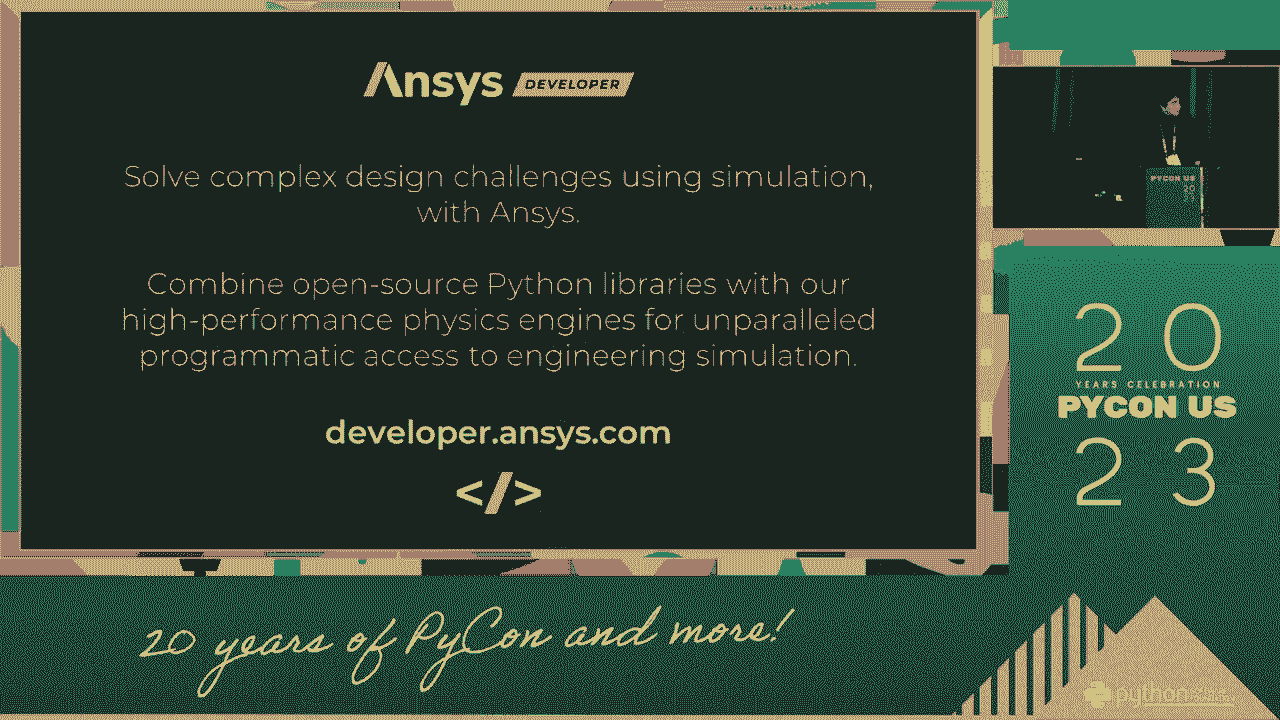 Ansys DEVELOPER
Solve complex design challenges using simulation,
with Ansys.
Combine open-source Python libraries with our
high-performance physics engines for unparalleled
programmatic access to engineering simulation.
developer.ansys.com
</>
PYCON US
20
20
YEARS CELEBRATION
PYCON US
23
20 years of PyCon and more!
python